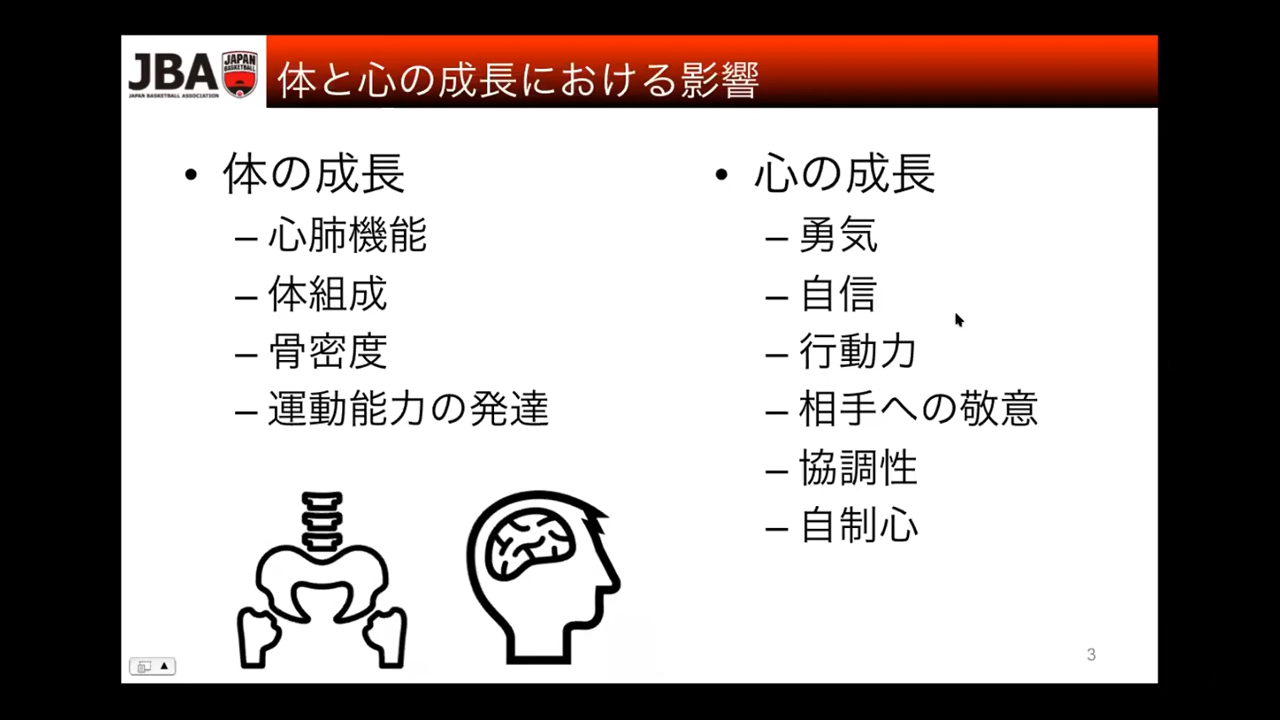 JBA
JAPAN BASKETBALL ASSOCIATION
JAPAN
BASKETBALL
体と心の成長における影響
• 体の成長
– 心肺機能
– 体組成
– 骨密度
– 運動能力の発達
• 心の成長
– 勇気
– 自信
– 行動力
– 相手への敬意
– 協調性
– 自制心
3